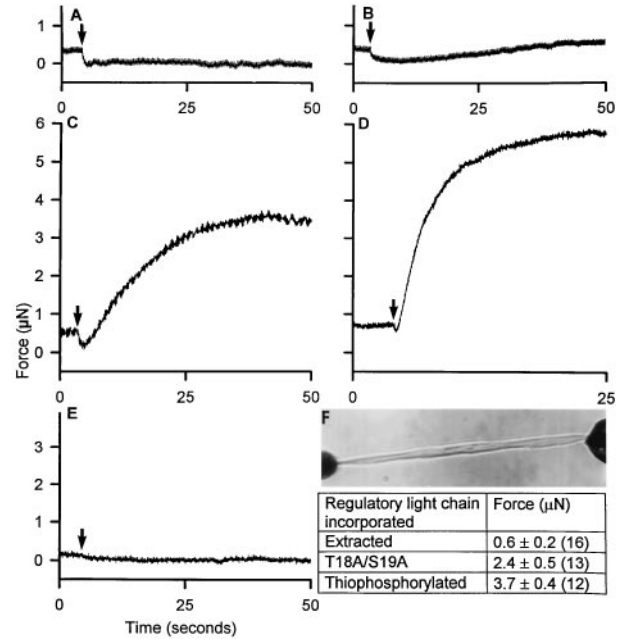 A
B
1
0
0
25
50
0
25
50
C
D
6
5
4
3
2
1
0
Force (µN)
0
25
50
0
25
E
F
3
2
1
0
0
25
50
Time (seconds)
Regulatory light chain incorporated Force (µN)
Extracted 0.6 ± 0.2 (16)
T18A/S19A 2.4 ± 0.5 (13)
Thiophosphorylated 3.7 ± 0.4 (12)